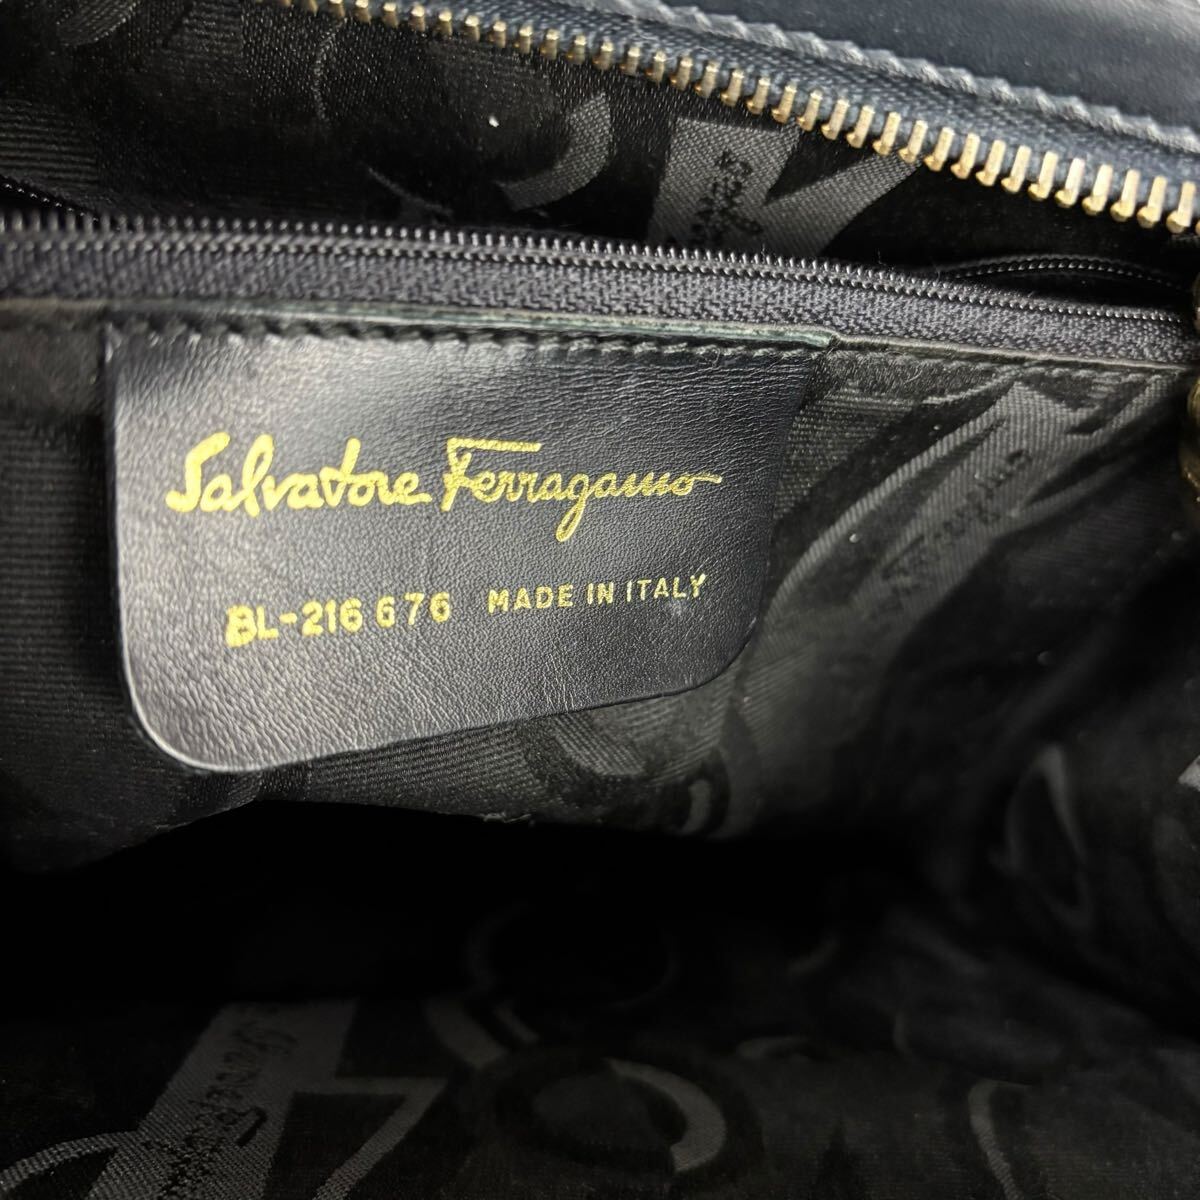 Salvatore Ferragamo
BL-216 676 MADE IN ITALY